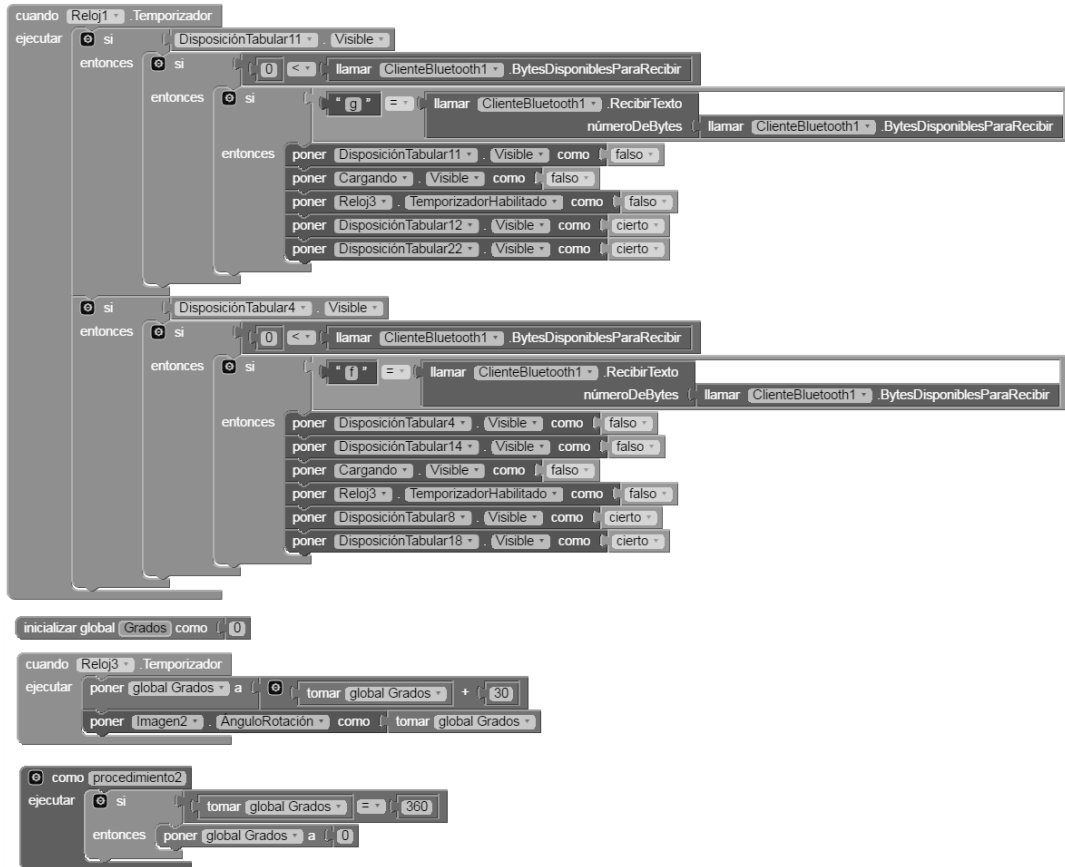 cuando Reloj1 .Temporizador
ejecutar si DisposiciónTabular11 . Visible
entonces si 0 < llamar ClienteBluetooth1 .BytesDisponiblesParaRecibir
entonces si " g " = llamar ClienteBluetooth1 .RecibirTexto
númeroDeBytes llamar ClienteBluetooth1 .BytesDisponiblesParaRecibir
entonces poner DisposiciónTabular11 . Visible como falso
poner Cargando . Visible como falso
poner Reloj3 . TemporizadorHabilitado como falso
poner DisposiciónTabular12 . Visible como cierto
poner DisposiciónTabular22 . Visible como cierto
si DisposiciónTabular4 . Visible
entonces si 0 < llamar ClienteBluetooth1 .BytesDisponiblesParaRecibir
entonces si " f " = llamar ClienteBluetooth1 .RecibirTexto
númeroDeBytes llamar ClienteBluetooth1 .BytesDisponiblesParaRecibir
entonces poner DisposiciónTabular4 . Visible como falso
poner DisposiciónTabular14 . Visible como falso
poner Cargando . Visible como falso
poner Reloj3 . TemporizadorHabilitado como falso
poner DisposiciónTabular8 . Visible como cierto
poner DisposiciónTabular18 . Visible como cierto
inicializar global Grados como 0
cuando Reloj3 .Temporizador
ejecutar poner global Grados a tomar global Grados + 30
poner Imagen2 . ÁnguloRotación como tomar global Grados
como procedimiento2
ejecutar si tomar global Grados = 360
entonces poner global Grados a 0